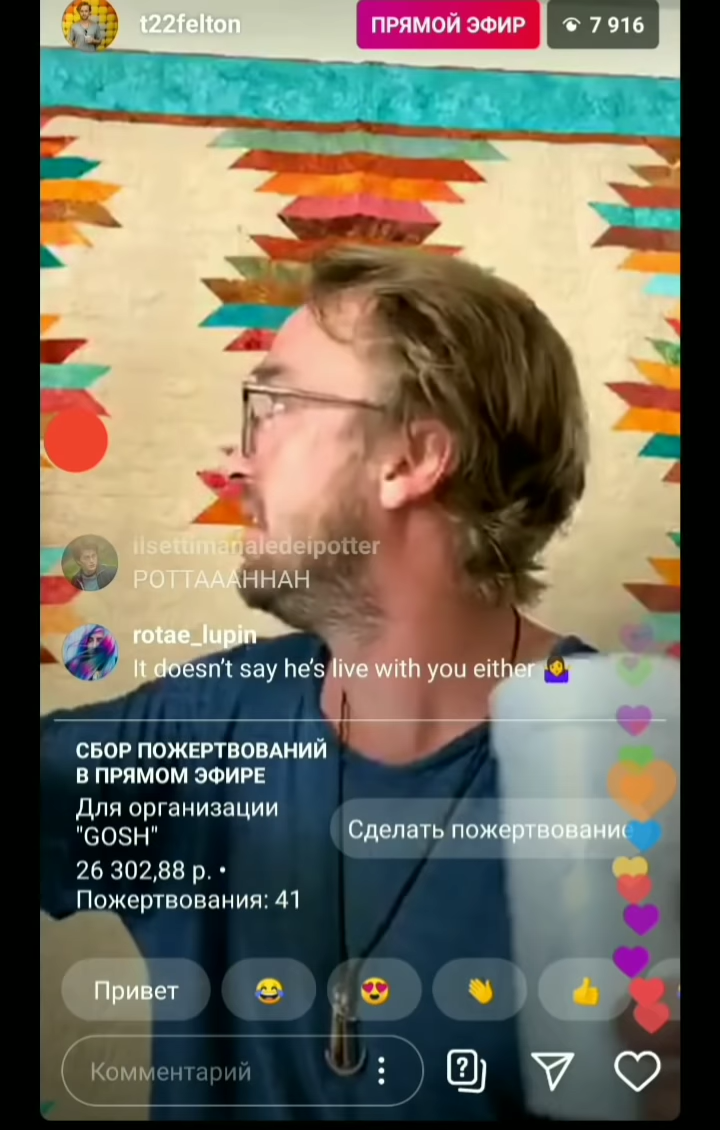 t22felton
ПРЯМОЙ ЭФИР
7 916
ilsettimanaledeipotter
POTTAAAHHAH
rotae_lupin
It doesn't say he's live with you either 🤷‍♀️
СБОР ПОЖЕРТВОВАНИЙ
В ПРЯМОМ ЭФИРЕ
Для организации
"GOSH"
Сделать пожертвование
26 302,88 р. •
Пожертвования: 41
Привет
Комментарий